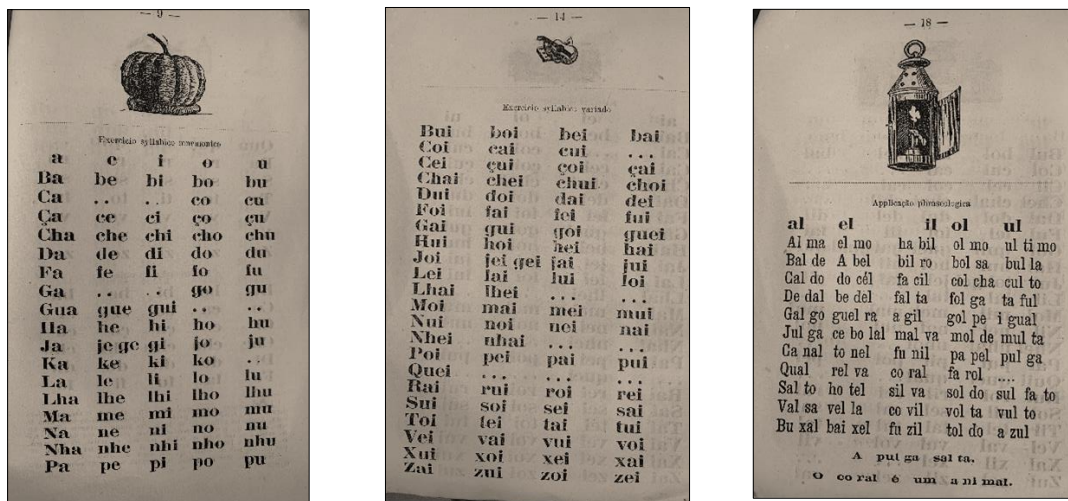 — 9 —
Exercicio syllabico mnemonico
a e i o u
Ba be bi bo bu
Ca . . . . co cu
Ça ce ci ço çu
Cha che chi cho chu
Da de di do du
Fa fe fi fo fu
Ga . . . . go gu
Gua gue gui . . . .
Ha he hi ho hu
Ja je ge gi jo ju
Ka ke ki ko . .
La le li lo lu
Lha lhe lhi lho lhu
Ma me mi mo mu
Na ne ni no nu
Nha nhe nhi nho nhu
Pa pe pi po pu
— 14 —
Exercicio syllabico variado
Bui boi bei bai
Coi cai cui . . .
Cei çui çoi çai
Chai chei chui choi
Dui doi dai dei
Foi fai fei fui
Gai gui goi guei
Hui hoi hei hai
Joi jei gei jai jui
Lei lai lui loi
Lhai lhei . . . . . .
Moi mai mei mui
Nui noi nei nai
Nhei nhai . . . . . .
Poi pei pai pui
Quei . . . . . . . . .
Rai rui roi rei
Sui soi sei sai
Toi tei tai tui
Vei vai vui voi
Xui xoi xei xai
Zai zui zoi zei
— 18 —
Applicação phraseologica
al el il ol ul
Al ma el mo ha bil ol mo ul ti mo
Bal de A bel bil ro bol sa bul la
Cal do do cél fa cil col cha cul to
De dal be del fal ta fol ga ta ful
Gal go guel ra a gil gol pe i gual
Jul ga ce bo lal mal va mol de mul ta
Ca nal to nel fu nil pa pel pul ga
Qual rel va co ral fa rol ....
Sal to ho tel sil va sol do sul fa to
Val sa vel la co vil vol ta vul to
Bu xal bai xel fu zil tol do a zul
A pul ga sal ta.
O co ral é um a ni mal.